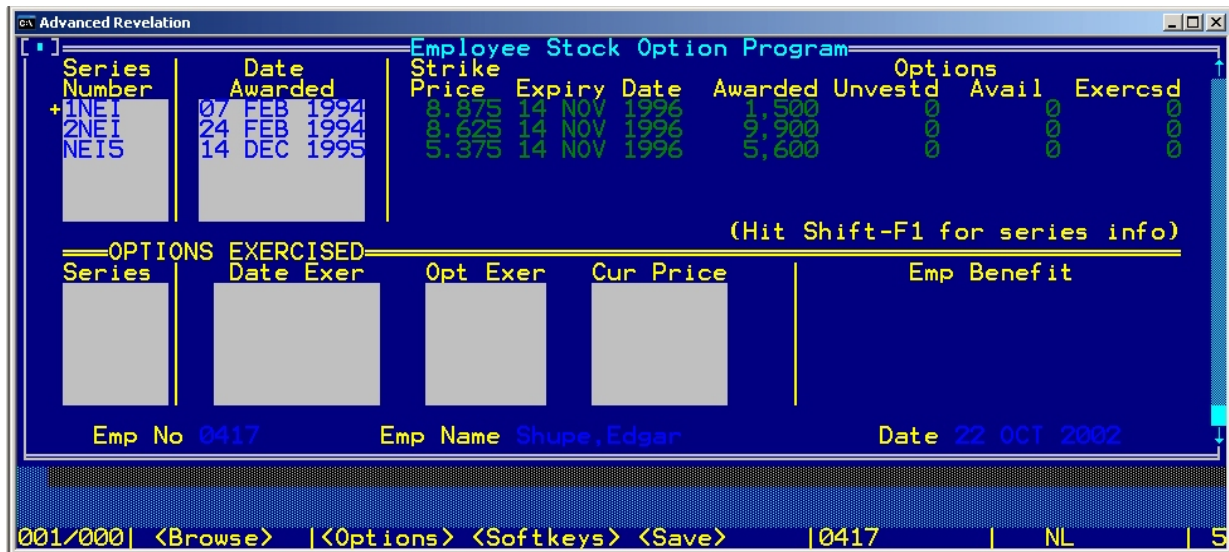 Advanced Revelation
Employee Stock Option Program
Series Date Strike Options
Number Awarded Price Expiry Date Awarded Unvestd Avail Exercsd
+1NEI 07 FEB 1994 8.875 14 NOV 1996 1,500 0 0 0
2NEI 24 FEB 1994 8.625 14 NOV 1996 9,900 0 0 0
NEI5 14 DEC 1995 5.375 14 NOV 1996 5,600 0 0 0
(Hit Shift-F1 for series info)
OPTIONS EXERCISED
Series Date Exer Opt Exer Cur Price Emp Benefit
Emp No 0417 Emp Name Shupe,Edgar Date 22 OCT 2002
001/000| <Browse> |<Options> <Softkeys> <Save> |0417 | NL | 5